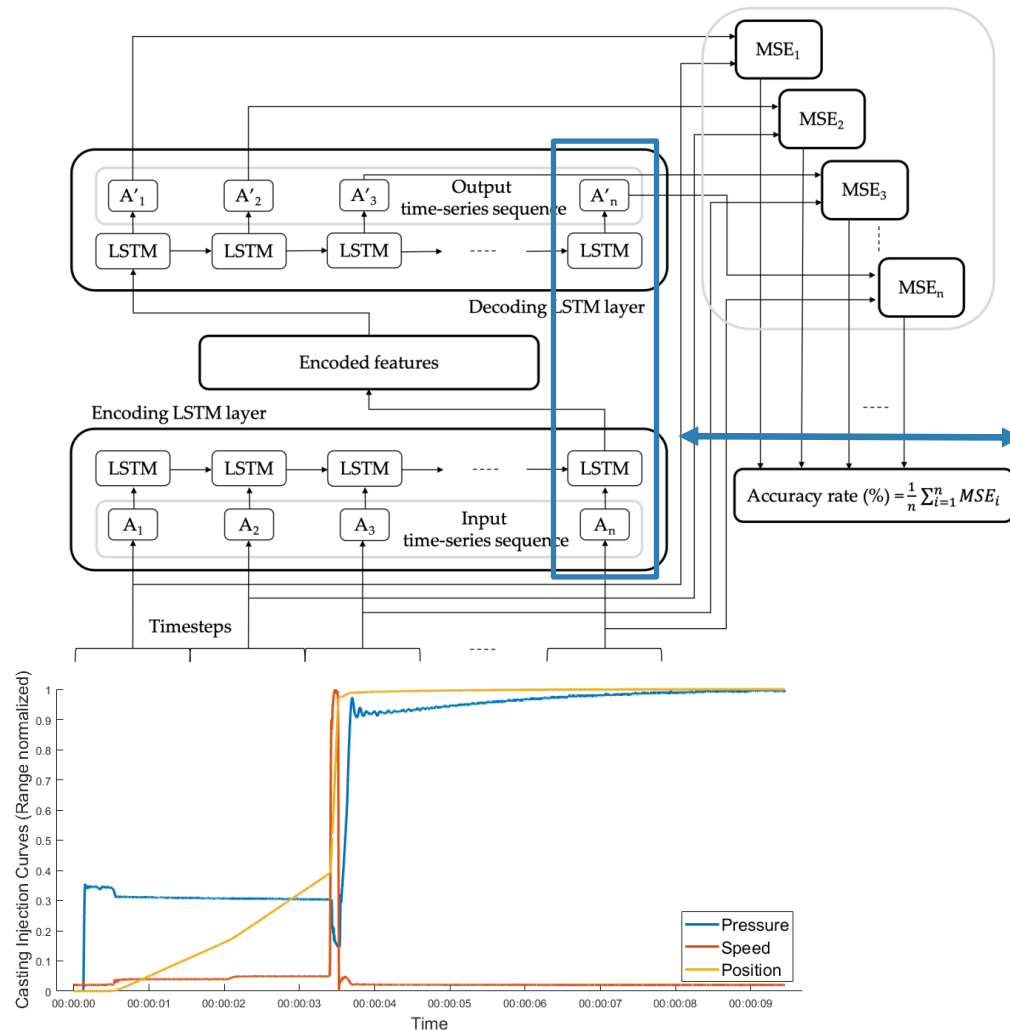 MSE1
MSE2
MSE3
MSEn
A'1 A'2 A'3 Output A'n
time-series sequence
LSTM LSTM LSTM ---- LSTM
Decoding LSTM layer
Encoded features
Encoding LSTM layer
LSTM LSTM LSTM ---- LSTM
A1 A2 A3 Input An
time-series sequence
----
Accuracy rate (%) = 1/n ∑ⁿᵢ₌₁ MSEᵢ
Timesteps
----
Casting Injection Curves (Range normalized)
1
0.9
0.8
0.7
0.6
0.5
0.4
0.3
0.2
0.1
0
Pressure
Speed
Position
00:00:00 00:00:01 00:00:02 00:00:03 00:00:04 00:00:05 00:00:06 00:00:07 00:00:08 00:00:09
Time